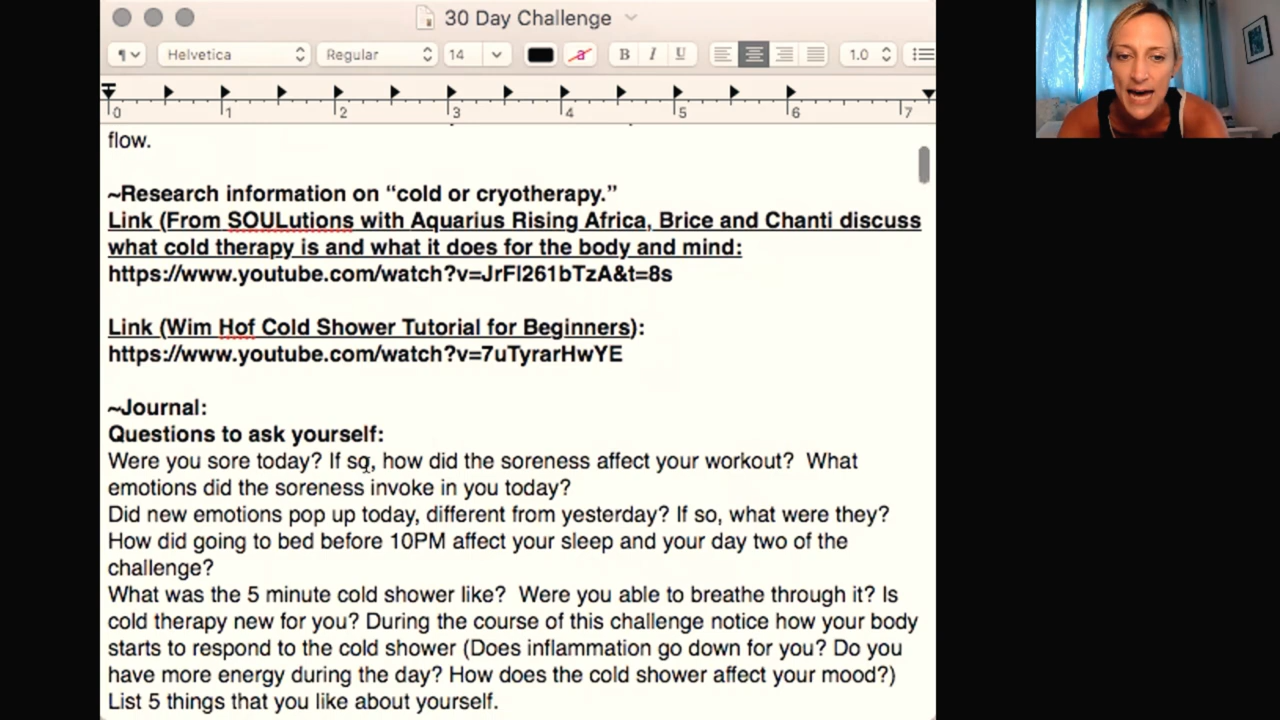 30 Day Challenge
¶ Helvetica Regular 14 a B I U 1.0
0 1 2 3 4 5 6 7
flow.
~Research information on “cold or cryotherapy.”
Link (From SOULutions with Aquarius Rising Africa, Brice and Chanti discuss
what cold therapy is and what it does for the body and mind:
https://www.youtube.com/watch?v=JrFl261bTzA&t=8s
Link (Wim Hof Cold Shower Tutorial for Beginners):
https://www.youtube.com/watch?v=7uTyrarHwYE
~Journal:
Questions to ask yourself:
Were you sore today? If so, how did the soreness affect your workout?  What
emotions did the soreness invoke in you today?
Did new emotions pop up today, different from yesterday? If so, what were they?
How did going to bed before 10PM affect your sleep and your day two of the
challenge?
What was the 5 minute cold shower like?  Were you able to breathe through it? Is
cold therapy new for you? During the course of this challenge notice how your body
starts to respond to the cold shower (Does inflammation go down for you? Do you
have more energy during the day? How does the cold shower affect your mood?)
List 5 things that you like about yourself.